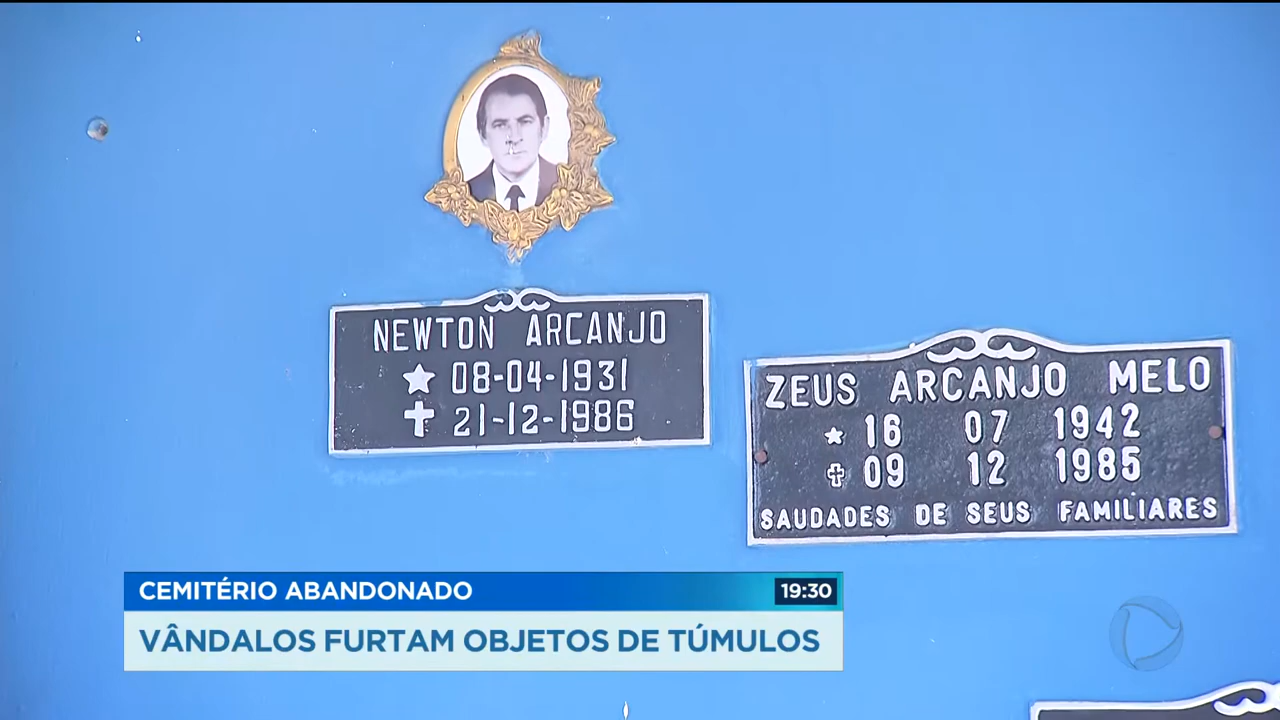 NEWTON ARCANJO
08-04-1931
21-12-1986
ZEUS ARCANJO MELO
16 07 1942
09 12 1985
SAUDADES DE SEUS FAMILIARES
CEMITÉRIO ABANDONADO
19:30
VÂNDALOS FURTAM OBJETOS DE TÚMULOS